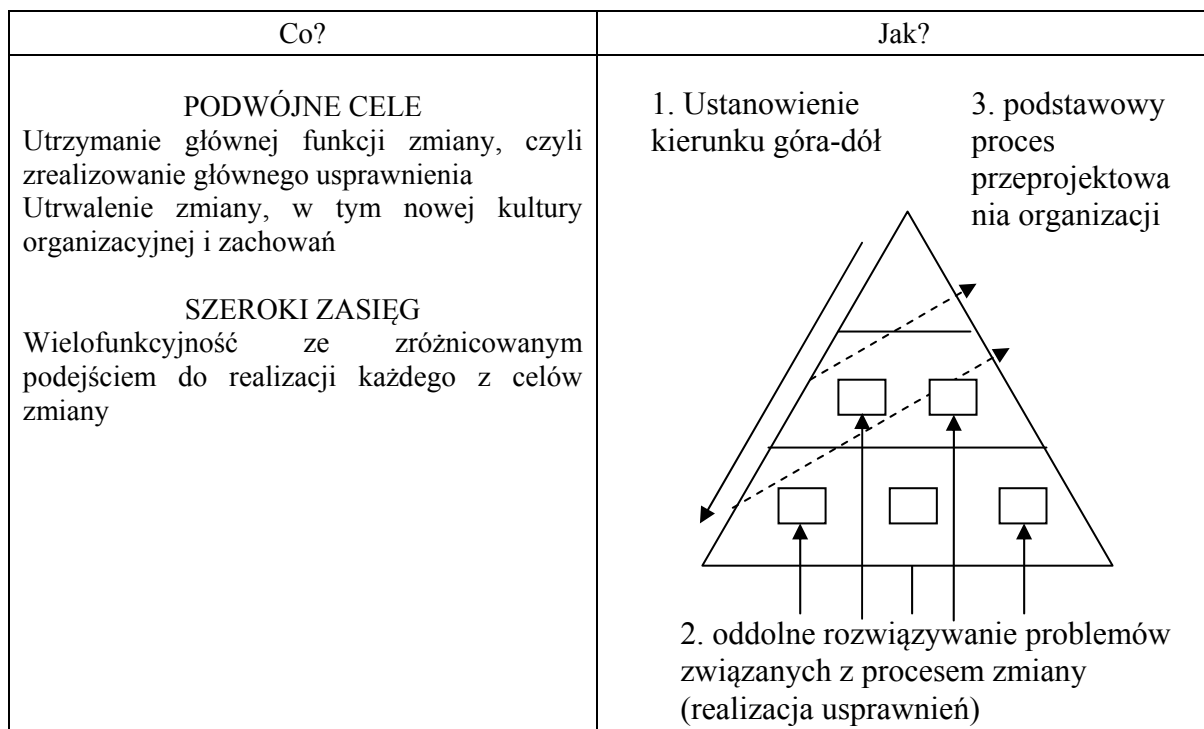 Co?
Jak?
PODWÓJNE CELE
Utrzymanie głównej funkcji zmiany, czyli
zrealizowanie głównego usprawnienia
Utrwalenie zmiany, w tym nowej kultury
organizacyjnej i zachowań
SZEROKI ZASIĘG
Wielofunkcyjność ze zróżnicowanym
podejściem do realizacji każdego z celów
zmiany
1. Ustanowienie
kierunku góra-dół
3. podstawowy
proces
przeprojektowa
nia organizacji
2. oddolne rozwiązywanie problemów
związanych z procesem zmiany
(realizacja usprawnień)